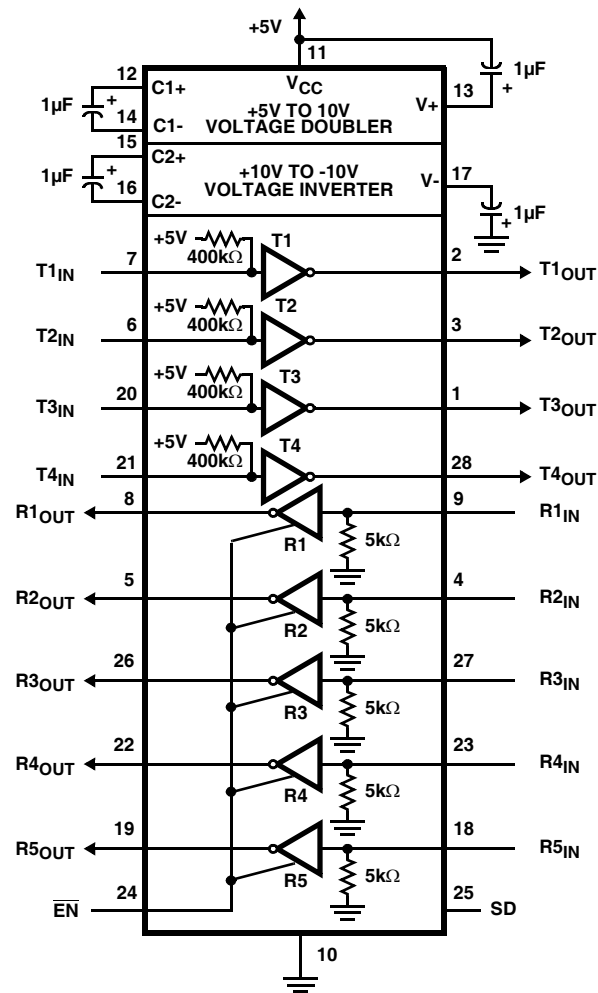 +5V
11
12
C1+
VCC
1µF
1µF
+
+5V TO 10V
VOLTAGE DOUBLER
V+
13
+
14
C1-
15
C2+
1µF
+
+10V TO -10V
VOLTAGE INVERTER
V-
17
16
C2-
+
1µF
+5V
400kΩ
T1
T1IN
7
2
T1OUT
+5V
400kΩ
T2
T2IN
6
3
T2OUT
+5V
400kΩ
T3
T3IN
20
1
T3OUT
+5V
400kΩ
T4
T4IN
21
28
T4OUT
R1OUT
8
9
R1IN
R1
5kΩ
R2OUT
5
4
R2IN
R2
5kΩ
R3OUT
26
27
R3IN
R3
5kΩ
R4OUT
22
23
R4IN
R4
5kΩ
R5OUT
19
18
R5IN
R5
5kΩ
EN
24
25
SD
10